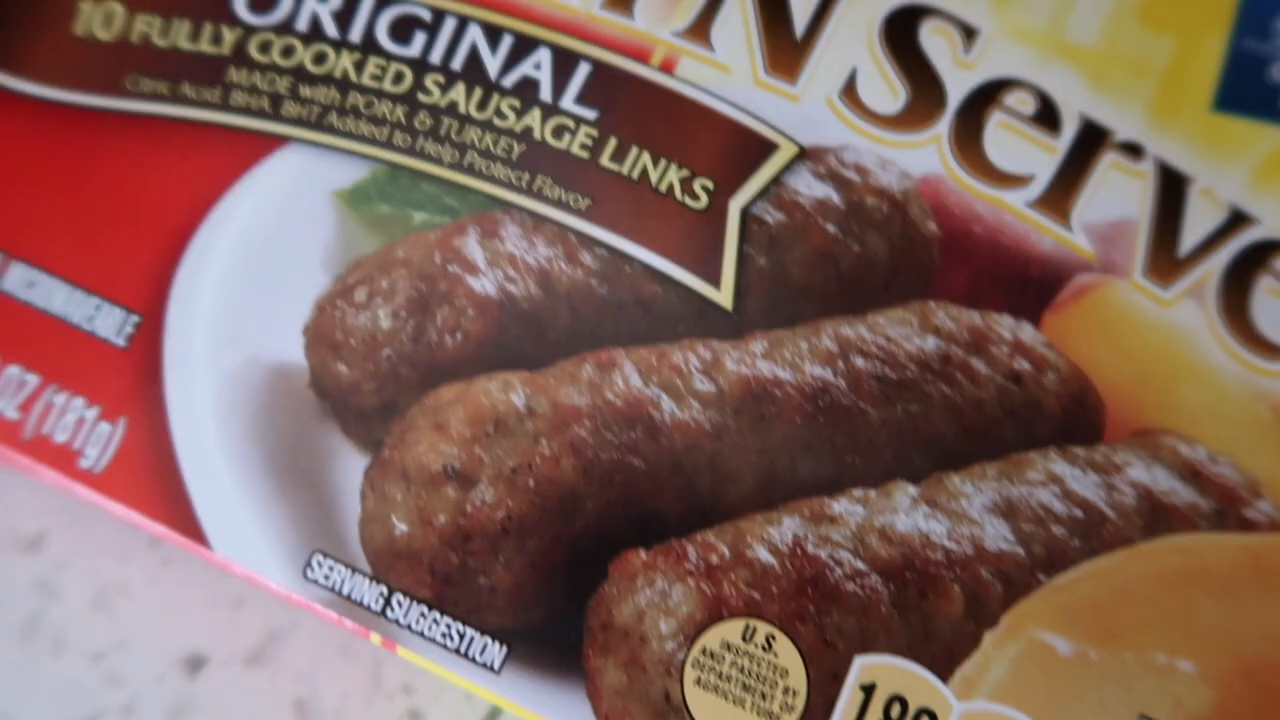 ORIGINAL
10 FULLY COOKED SAUSAGE LINKS
MADE with PORK & TURKEY
Citric Acid, BHA, BHT Added to Help Protect Flavor
N Serve
MICROWAVEABLE
OZ (181g)
SERVING SUGGESTION
U.S.
INSPECTED
AND PASSED BY
DEPARTMENT OF
AGRICULTURE